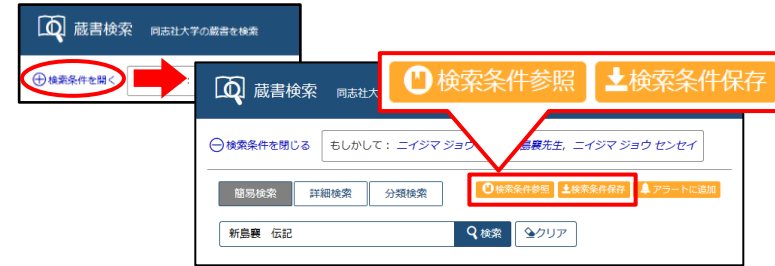 蔵書検索 同志社大学の蔵書を検索
検索条件を開く :
検索条件参照 検索条件保存
蔵書検索 同志社大
検索条件を閉じる もしかして： ニイジマ ジョウ 島襄先生, ニイジマ ジョウ センセイ
簡易検索 詳細検索 分類検索 検索条件参照 検索条件保存 アラートに追加
新島襄 伝記 検索 クリア